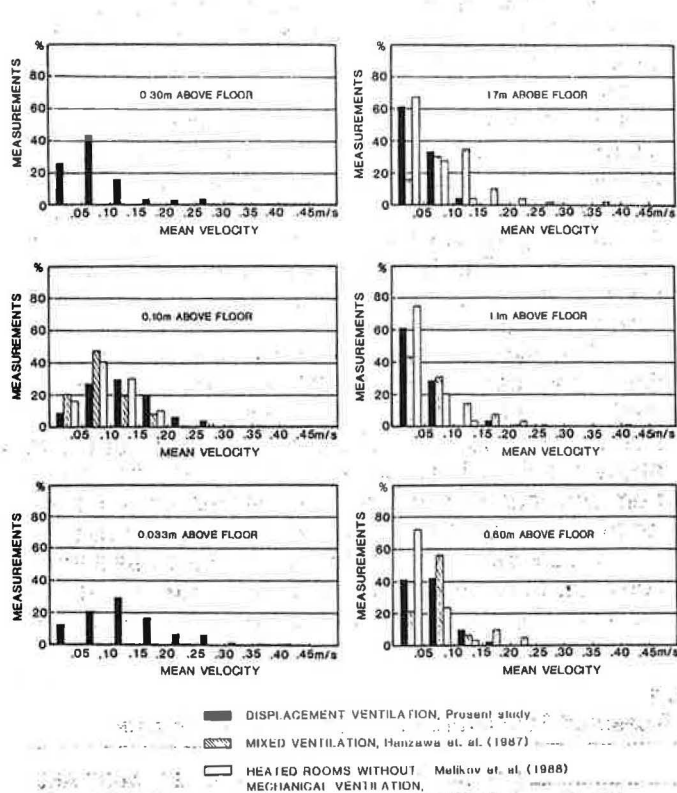 %
80
60
40
20
0
MEASUREMENTS
0.30m ABOVE FLOOR
.05 .10 .15 .20 .25 .30 .35 .40 .45m/s
MEAN VELOCITY
%
80
60
40
20
0
MEASUREMENTS
17m AROBE FLOOR
.05 .10 .15 .20 .25 .30 .35 .40 .45m/s
MEAN VELOCITY
%
80
60
40
20
0
MEASUREMENTS
0.10m ABOVE FLOOR
.05 .10 .15 .20 .25 .30 .35 .40 .45m/s
MEAN VELOCITY
%
80
60
40
20
0
MEASUREMENTS
1.1m ABOVE FLOOR
.05 .10 .15 .20 .25 .30 .35 .40 .45m/s
MEAN VELOCITY
%
80
60
40
20
0
MEASUREMENTS
0.033m ABOVE FLOOR
.05 .10 .15 .20 .25 .30 .35 .40 .45m/s
MEAN VELOCITY
%
80
60
40
20
0
MEASUREMENTS
0.60m ABOVE FLOOR
.05 .10 .15 .20 .25 .30 .35 .40 .45m/s
MEAN VELOCITY
DISPLACEMENT VENTILATION, Present study
MIXED VENTILATION, Hanzawa et. al. (1987)
HEATED ROOMS WITHOUT Melikov et. al. (1988)
MECHANICAL VENTILATION,